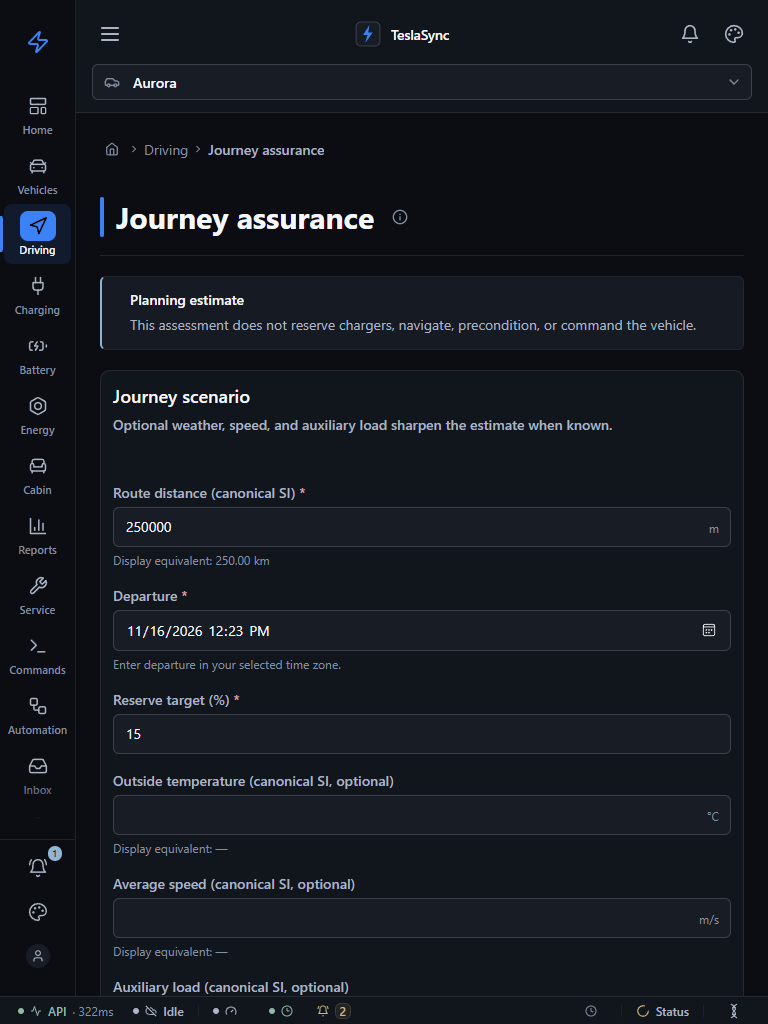 TeslaSync
Aurora
Home
Vehicles
Driving
Charging
Battery
Energy
Cabin
Reports
Service
Commands
Automation
Inbox
1
Driving
Journey assurance
Journey assurance
Planning estimate
This assessment does not reserve chargers, navigate, precondition, or command the vehicle.
Journey scenario
Optional weather, speed, and auxiliary load sharpen the estimate when known.
Route distance (canonical SI) *
250000 m
Display equivalent: 250.00 km
Departure *
11/16/2026 12:23 PM
Enter departure in your selected time zone.
Reserve target (%) *
15
Outside temperature (canonical SI, optional)
°C
Display equivalent: —
Average speed (canonical SI, optional)
m/s
Display equivalent: —
Auxiliary load (canonical SI, optional)
API · 322ms Idle 2 Status